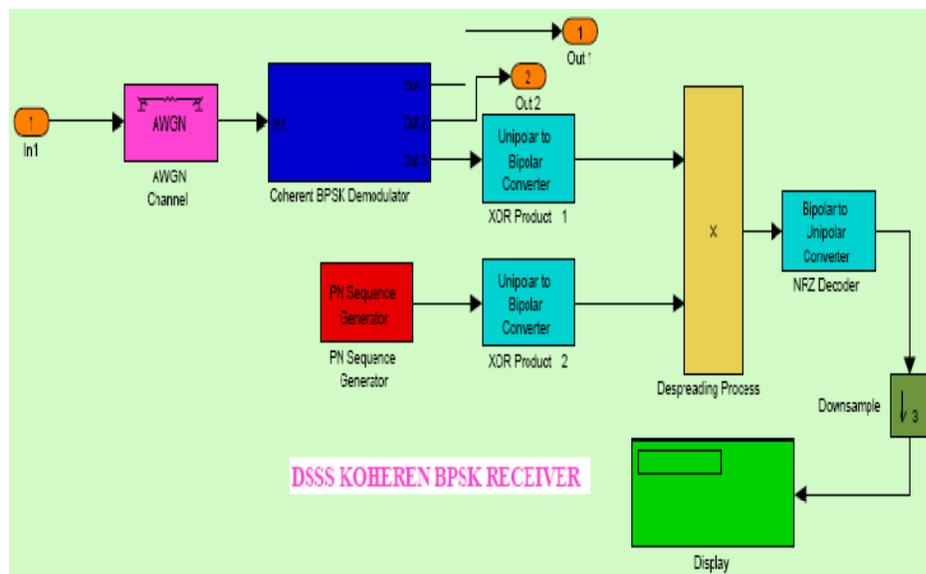 1
Out 1
1
In1
AWGN
AWGN
Channel
In1
Out 1
Out 2
Out 3
Coherent BPSK Demodulator
2
Out 2
Unipoar to
Bipolar
Converter
XOR Product 1
PN Sequence
Generator
PN Sequence
Generator
Unipoar to
Bipolar
Converter
XOR Product 2
X
Despreading Process
Bipolar to
Unipolar
Converter
NRZ Decoder
Downsample
3
DSSS KOHEREN BPSK RECEIVER
Display